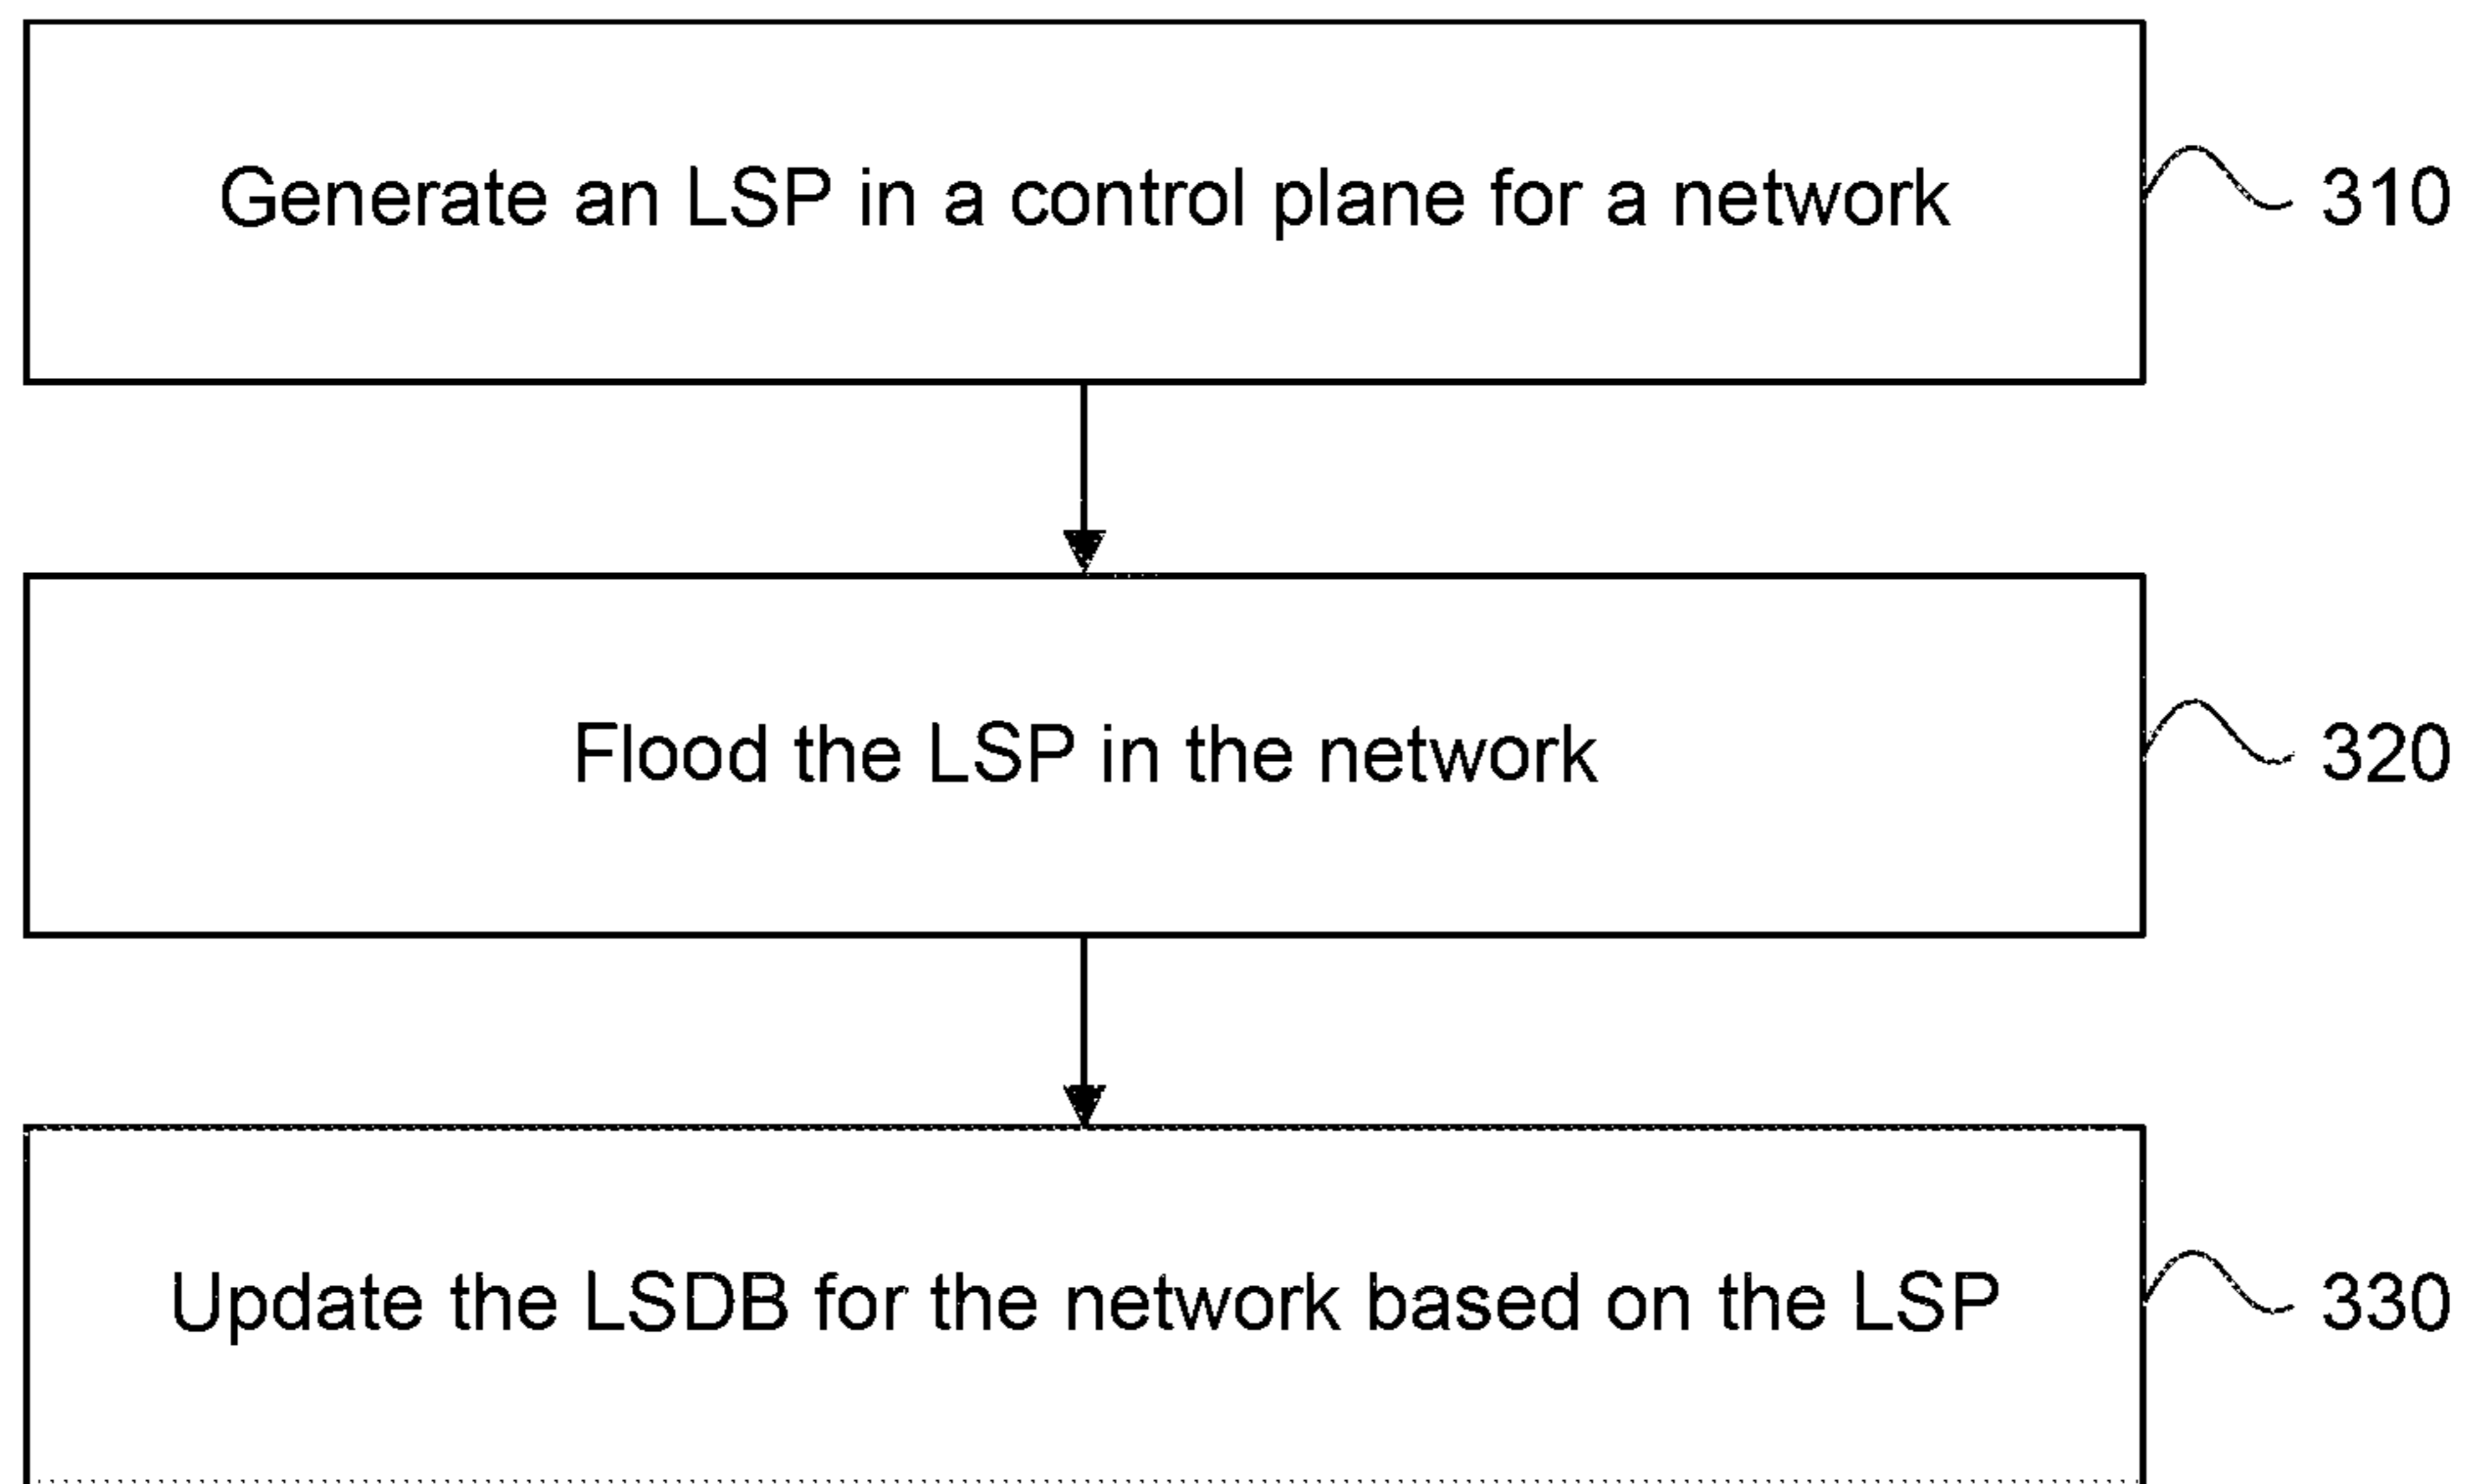 Generate an LSP in a control plane for a network
310
Flood the LSP in the network
320
Update the LSDB for the network based on the LSP
330